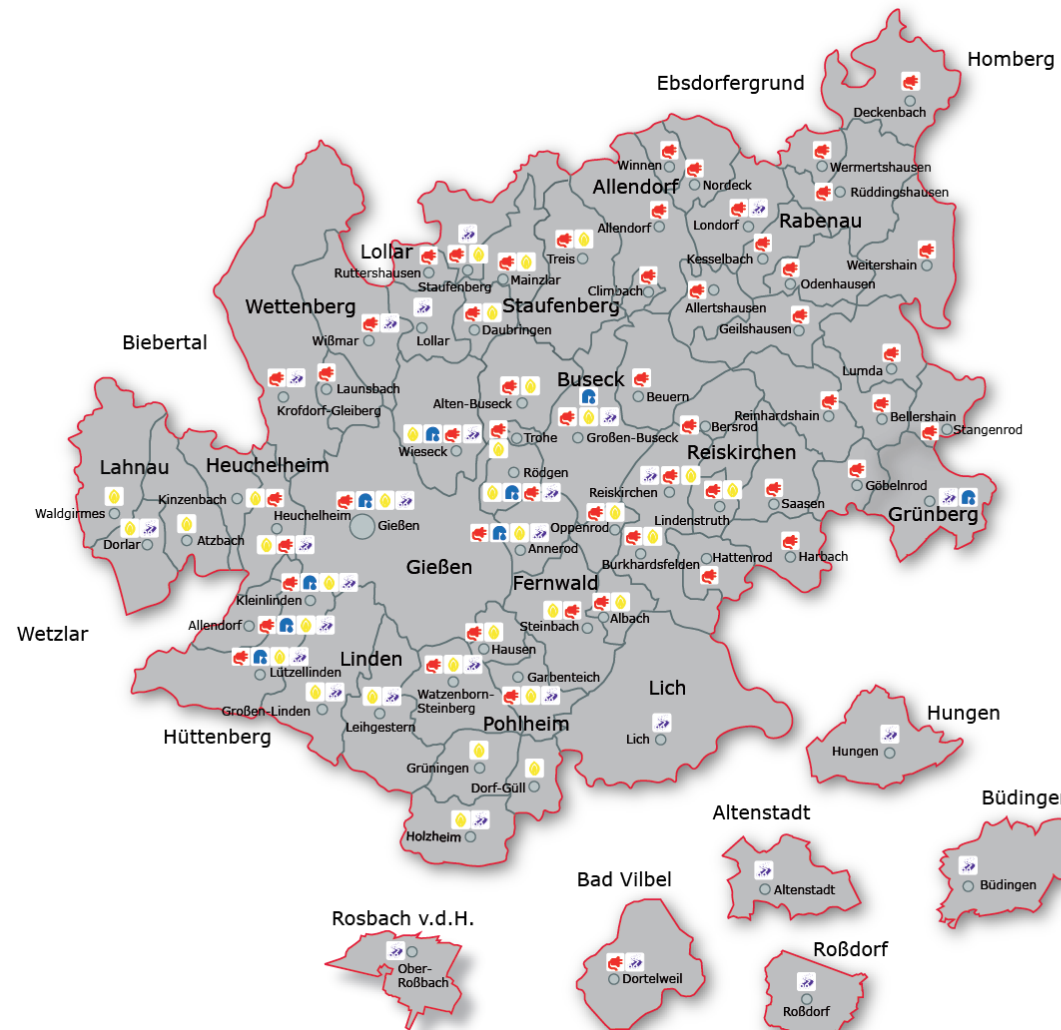 Homberg
Ebsdorfergrund
Deckenbach
Winnen
Wermertshausen
Allendorf
Nordeck
Rüddingshausen
Allendorf
Londorf
Rabenau
Lollar
Treis
Kesselbach
Weitershain
Ruttershausen
Staufenberg
Mainzlar
Climbach
Odenhausen
Wettenberg
Staufenberg
Allertshausen
Geilshausen
Wißmar
Lollar
Daubringen
Biebertal
Lumda
Launsbach
Buseck
Krofdorf-Gleiberg
Alten-Buseck
Beuern
Reinhardshain
Bellershain
Stangenrod
Trohe
Großen-Buseck
Bersrod
Wieseck
Reiskirchen
Lahnau
Heuchelheim
Rödgen
Göbelnrod
Kinzenbach
Reiskirchen
Saasen
Waldgirmes
Heuchelheim
Gießen
Oppenrod
Lindenstruth
Grünberg
Dorlar
Atzbach
Annerod
Hattenrod
Harbach
Gießen
Burkhardsfelden
Fernwald
Kleinlinden
Wetzlar
Allendorf
Steinbach
Albach
Hausen
Linden
Lützellinden
Garbenteich
Lich
Watzenborn-
Steinberg
Großen-Linden
Leihgestern
Pohlheim
Hungen
Hüttenberg
Lich
Hungen
Grüningen
Dorf-Güll
Altenstadt
Holzheim
Bad Vilbel
Altenstadt
Büdingen
Rosbach v.d.H.
Roßdorf
Ober-
Roßbach
Dortelweil
Roßdorf